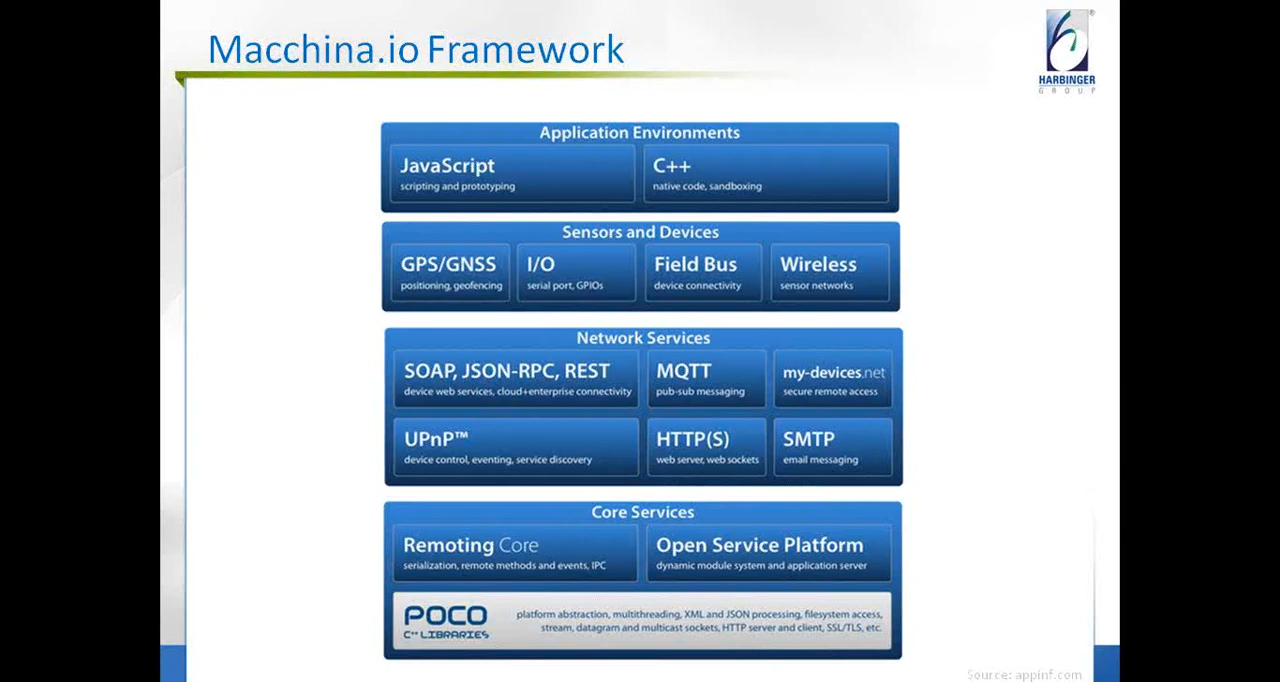 Macchina.io Framework
HARBINGER
GROUP
Application Environments
JavaScript
scripting and prototyping
C++
native code, sandboxing
Sensors and Devices
GPS/GNSS
positioning, geofencing
I/O
serial port, GPIOs
Field Bus
device connectivity
Wireless
sensor networks
Network Services
SOAP, JSON-RPC, REST
device web services, cloud+enterprise connectivity
MQTT
pub-sub messaging
my-devices.net
secure remote access
UPnP™
device control, eventing, service discovery
HTTP(S)
web server, web sockets
SMTP
email messaging
Core Services
Remoting Core
serialization, remote methods and events, IPC
Open Service Platform
dynamic module system and application server
POCO
C++ LIBRARIES
platform abstraction, multithreading, XML and JSON processing, filesystem access,
stream, datagram and multicast sockets, HTTP server and client, SSL/TLS, etc.
Source: appinf.com